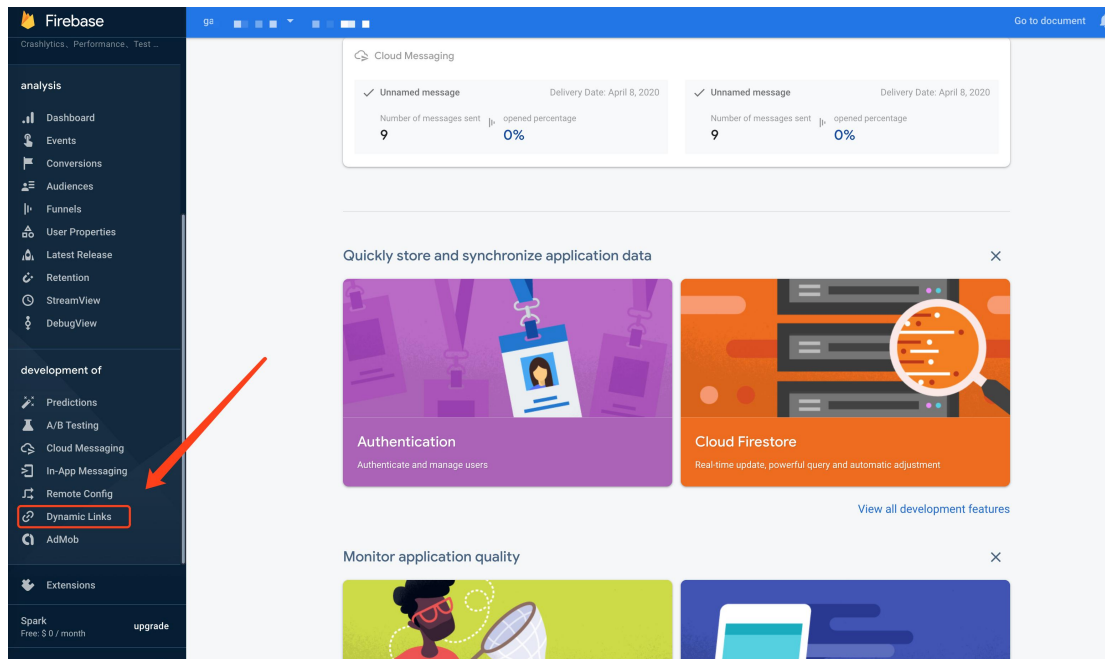 Firebase
ga
Go to document
Crashlytics、Performance、Test ...
analysis
Dashboard
Events
Conversions
Audiences
Funnels
User Properties
Latest Release
Retention
StreamView
DebugView
development of
Predictions
A/B Testing
Cloud Messaging
In-App Messaging
Remote Config
Dynamic Links
AdMob
Extensions
Spark
Free: $ 0 / month
upgrade
Cloud Messaging
Unnamed message Delivery Date: April 8, 2020
Number of messages sent opened percentage
9 0%
Unnamed message Delivery Date: April 8, 2020
Number of messages sent opened percentage
9 0%
Quickly store and synchronize application data
Authentication
Authenticate and manage users
Cloud Firestore
Real-time update, powerful query and automatic adjustment
View all development features
Monitor application quality